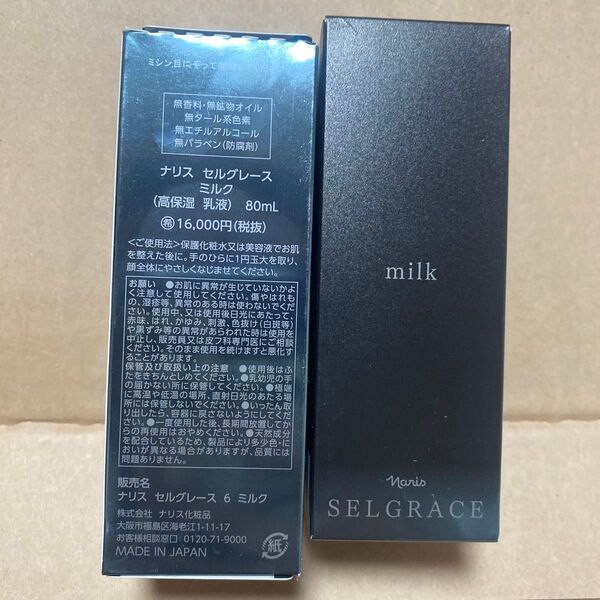 ミシン目にそって
無香料・無鉱物オイル
無タール系色素
無エチルアルコール
無パラベン(防腐剤)
ナリス セルグレース
ミルク
(高保湿 乳液) 80mL
希 16,000円(税抜)
<ご使用法>保護化粧水又は美容液でお肌
を整えた後に。手のひらに1円玉大を取り、
顔全体にやさしくなじませてください。
お願い ●お肌に異常が生じていないかよ
く注意して使用してください。傷やはれも
の、湿疹等、異常のある時は使わないでくだ
さい。使用中、又は使用後日光にあたって、
赤味、はれ、かゆみ、刺激、色抜け(白斑等)
や黒ずみ等の異常があらわれた時は使用を
中止し、販売員又は皮フ科専門医にご相談
ください。そのまま使用を続けますと悪化す
ることがあります。
保管及び取扱い上の注意 ●使用後はふ
たをきちんとしめてください。●乳幼児の手
の届かない所に保管してください。●極端
に高温や低温の場所、直射日光のあたる場
所には保管しないでください。●いったん取
り出したら、容器に戻さないようにしてくだ
さい。●一度使用した後、長期間放置してか
らの再使用はおやめください。●天然成分
を配合しているため、製品により多少色・に
おいが異なる場合がありますが、品質には
問題ありません。
販売名
ナリス セルグレース 6 ミルク
株式会社 ナリス化粧品
大阪市福島区海老江1-11-17
お客様相談窓口 0120-71-9000
MADE IN JAPAN
紙
milk
Naris
SELGRACE